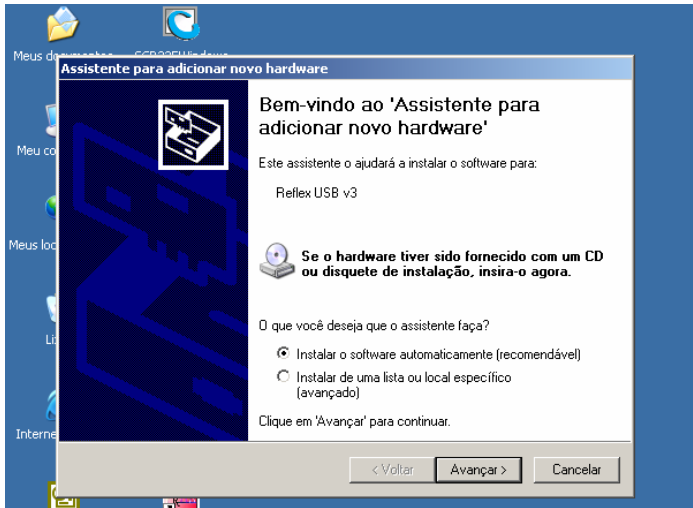 Meus
Assistente para adicionar novo hardware
Bem-vindo ao 'Assistente para
adicionar novo hardware'
Este assistente o ajudará a instalar o software para:
Reflex USB v3
Se o hardware tiver sido fornecido com um CD
ou disquete de instalação, insira-o agora.
O que você deseja que o assistente faça?
Instalar o software automaticamente (recomendável)
Instalar de uma lista ou local específico
(avançado)
Clique em 'Avançar' para continuar.
< Voltar
Avançar >
Cancelar
Meu co
Meus loc
Li
Interne